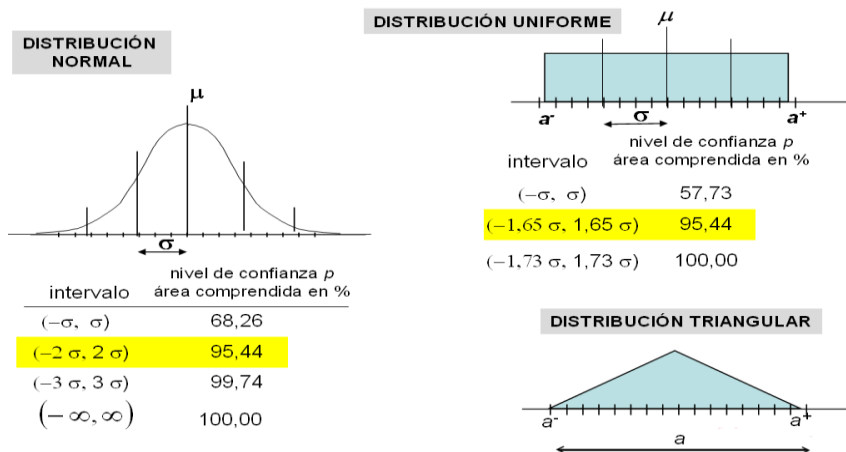 DISTRIBUCIÓN
NORMAL
μ
σ
nivel de confianza p
intervalo área comprendida en %
(−σ, σ) 68,26
(−2 σ, 2 σ) 95,44
(−3 σ, 3 σ) 99,74
(−∞, ∞) 100,00
DISTRIBUCIÓN UNIFORME
μ
a⁻ σ a⁺
nivel de confianza p
intervalo área comprendida en %
(−σ, σ) 57,73
(−1,65 σ, 1,65 σ) 95,44
(−1,73 σ, 1,73 σ) 100,00
DISTRIBUCIÓN TRIANGULAR
a⁻ a⁺
a